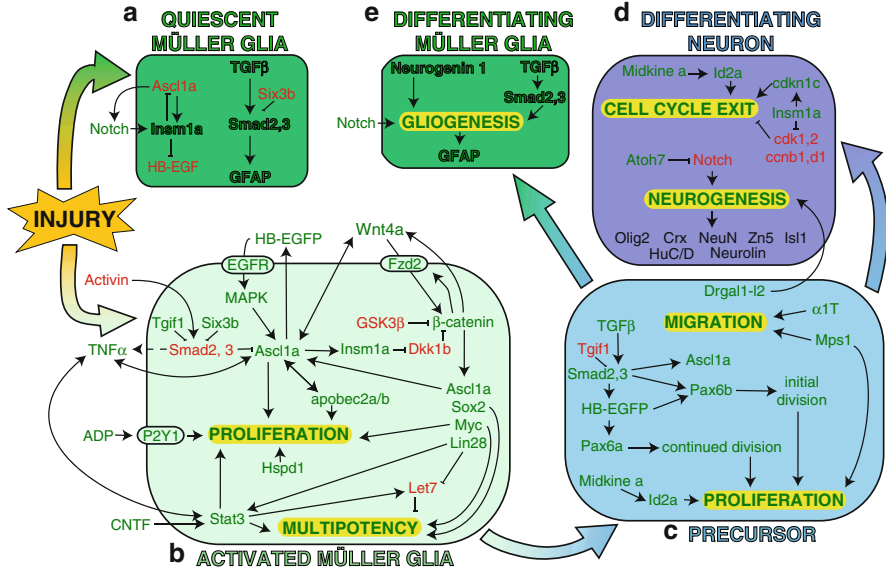 a
QUIESCENT
MÜLLER GLIA
TGFβ
Ascl1a
Six3b
Notch
Insm1a
Smad2,3
HB-EGF
GFAP
e
DIFFERENTIATING
MÜLLER GLIA
Neurogenin 1
TGFβ
Smad2,3
Notch
GLIOGENESIS
GFAP
d
DIFFERENTIATING
NEURON
Midkine a
Id2a
cdkn1c
CELL CYCLE EXIT
Insm1a
cdk1,2
ccnb1,d1
Atoh7
Notch
NEUROGENESIS
Olig2 Crx NeuN Zn5 Isl1
HuC/D Neurolin
INJURY
HB-EGFP
Wnt4a
EGFR
Fzd2
Activin
MAPK
Tgif1
Six3b
GSK3β
β-catenin
TNFα
Smad2, 3
Ascl1a
Insm1a
Dkk1b
apobec2a/b
Ascl1a
Sox2
Myc
Lin28
ADP
P2Y1
PROLIFERATION
Hspd1
Let7
CNTF
Stat3
MULTIPOTENCY
b
ACTIVATED MÜLLER GLIA
Drgal1-l2
MIGRATION
α1T
Mps1
TGFβ
Tgif1
Smad2,3
Ascl1a
Pax6b
initial
division
HB-EGFP
Pax6a
continued division
Midkine a
Id2a
PROLIFERATION
c
PRECURSOR